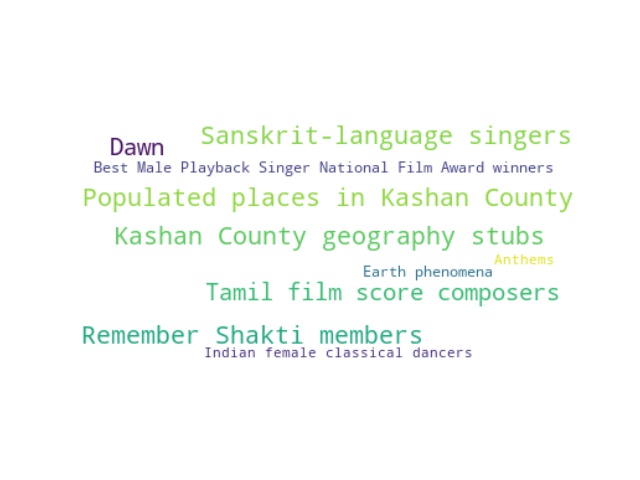 Sanskrit-language singers
Dawn
Best Male Playback Singer National Film Award winners
Populated places in Kashan County
Kashan County geography stubs
Anthems
Earth phenomena
Tamil film score composers
Remember Shakti members
Indian female classical dancers